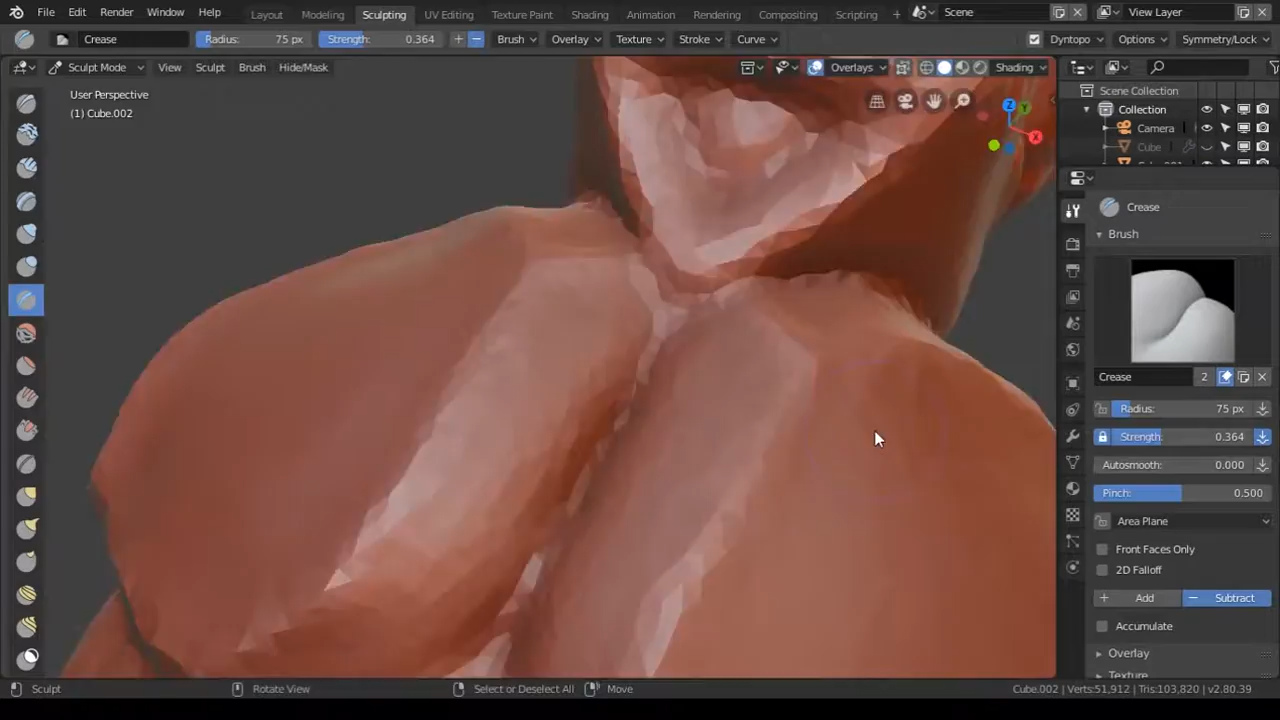 File Edit Render Window Help Layout Modeling Sculpting UV Editing Texture Paint Shading Animation Rendering Compositing Scripting + Scene View Layer
Crease Radius: 75 px Strength: 0.364 Brush Overlay Texture Stroke Curve Dyntopo Options Symmetry/Lock
Sculpt Mode View Sculpt Brush Hide/Mask Overlays Shading
User Perspective
(1) Cube.002
Z
Y
X
Scene Collection
Collection
Camera
Cube
Crease
Brush
Crease 2
Radius: 75 px
Strength: 0.364
Autosmooth: 0.000
Pinch: 0.500
Area Plane
Front Faces Only
2D Falloff
+ Add − Subtract
Accumulate
Overlay
Texture
Sculpt Rotate View Select or Deselect All Move Cube.002 | Verts:51,912 | Tris:103,820 | v2.80.39